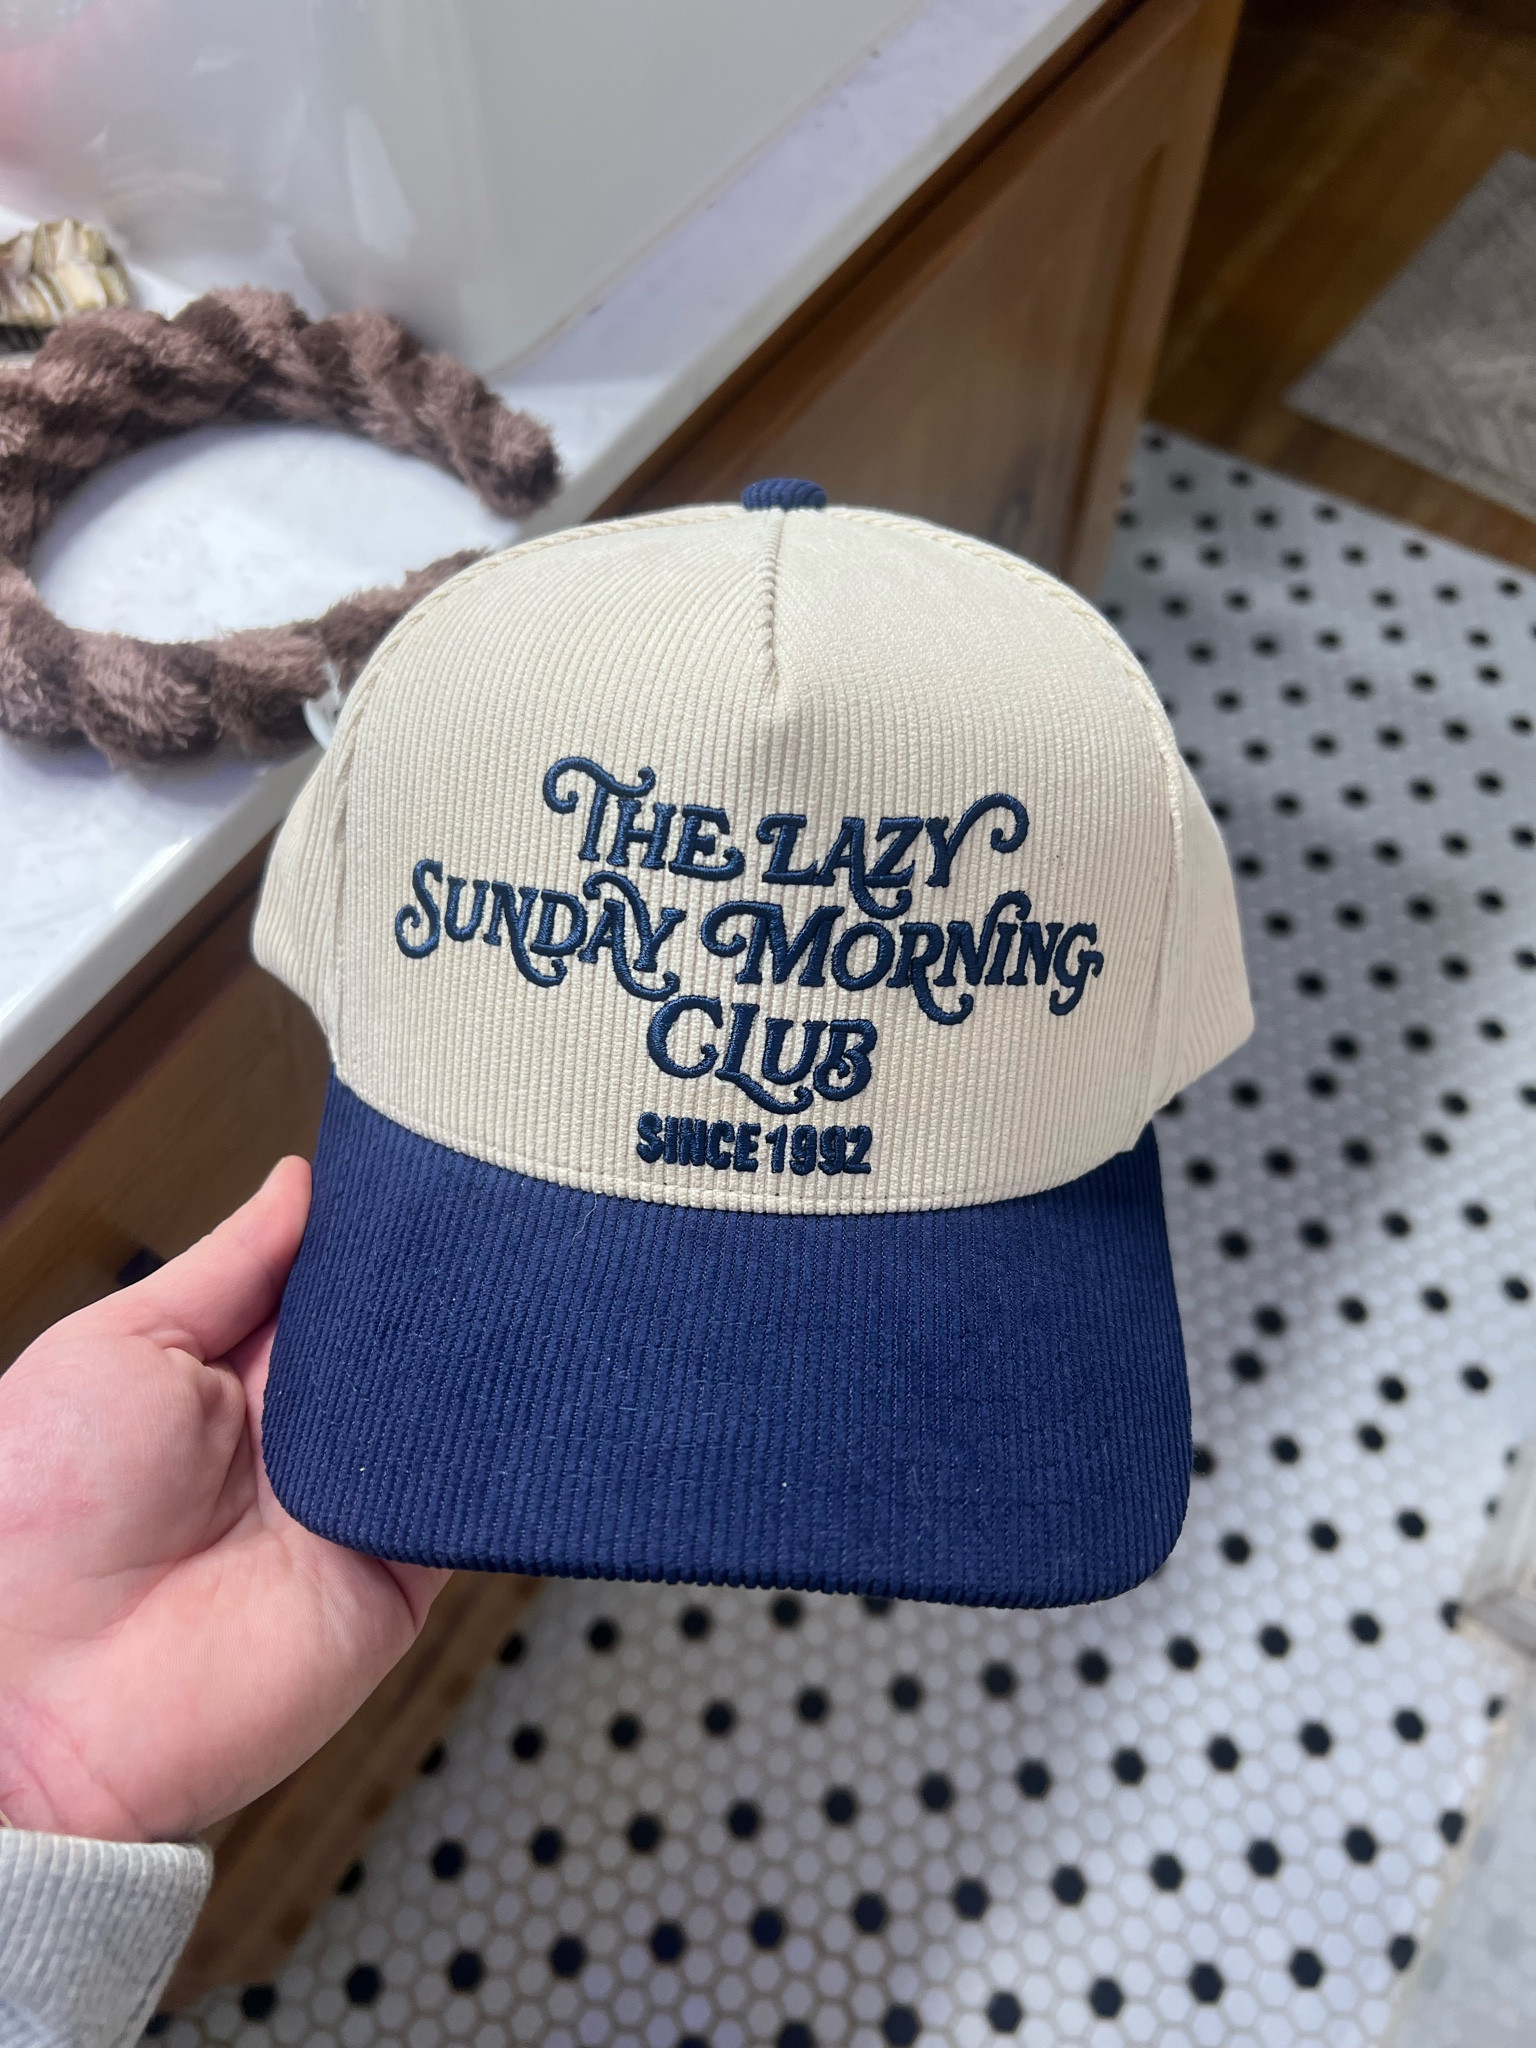 THE LAZY
SUNDAY MORNING
CLUB
SINCE 1992